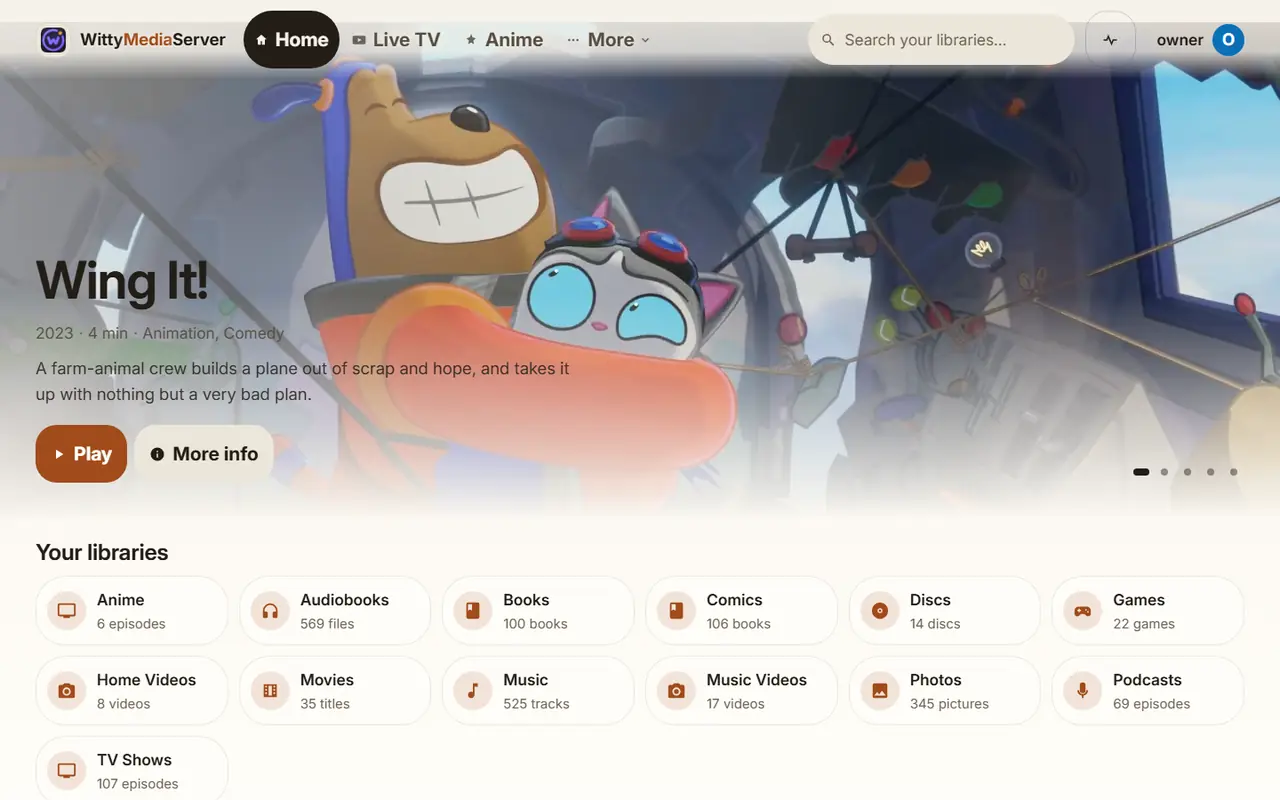 WittyMediaServer
Home
Live TV
Anime
More
Search your libraries...
owner
O
Wing It!
2023 · 4 min · Animation, Comedy
A farm-animal crew builds a plane out of scrap and hope, and takes it
up with nothing but a very bad plan.
Play
More info
Your libraries
Anime
6 episodes
Audiobooks
569 files
Books
100 books
Comics
106 books
Discs
14 discs
Games
22 games
Home Videos
8 videos
Movies
35 titles
Music
525 tracks
Music Videos
17 videos
Photos
345 pictures
Podcasts
69 episodes
TV Shows
107 episodes